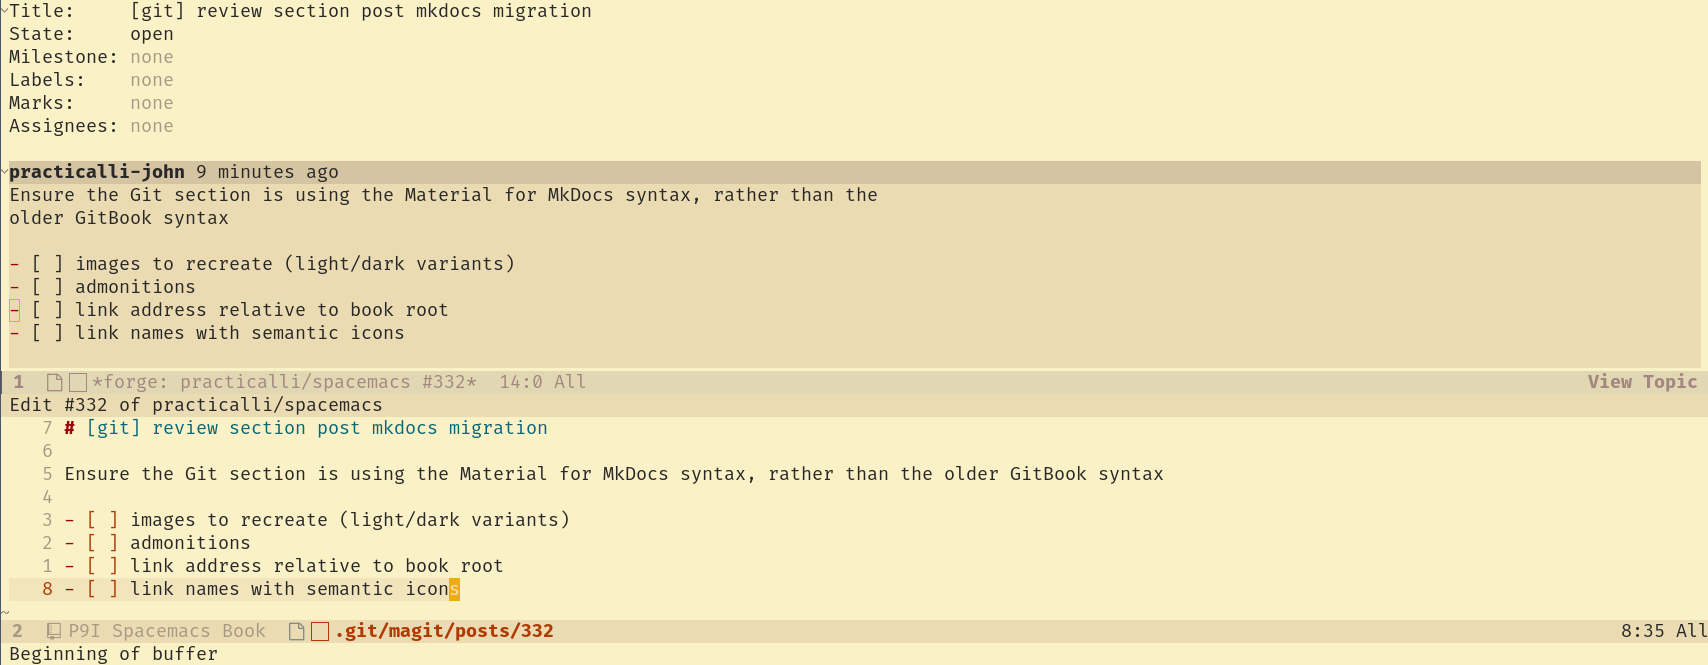 Title:     [git] review section post mkdocs migration
State:     open
Milestone: none
Labels:    none
Marks:     none
Assignees: none
practicalli-john 9 minutes ago
Ensure the Git section is using the Material for MkDocs syntax, rather than the
older GitBook syntax
- [ ] images to recreate (light/dark variants)
- [ ] admonitions
- [ ] link address relative to book root
- [ ] link names with semantic icons
1 *forge: practicalli/spacemacs #332*  14:0 All View Topic
Edit #332 of practicalli/spacemacs
7 # [git] review section post mkdocs migration
6
5 Ensure the Git section is using the Material for MkDocs syntax, rather than the older GitBook syntax
4
3 - [ ] images to recreate (light/dark variants)
2 - [ ] admonitions
1 - [ ] link address relative to book root
8 - [ ] link names with semantic icons
~
2 P9I Spacemacs Book .git/magit/posts/332 8:35 All
Beginning of buffer